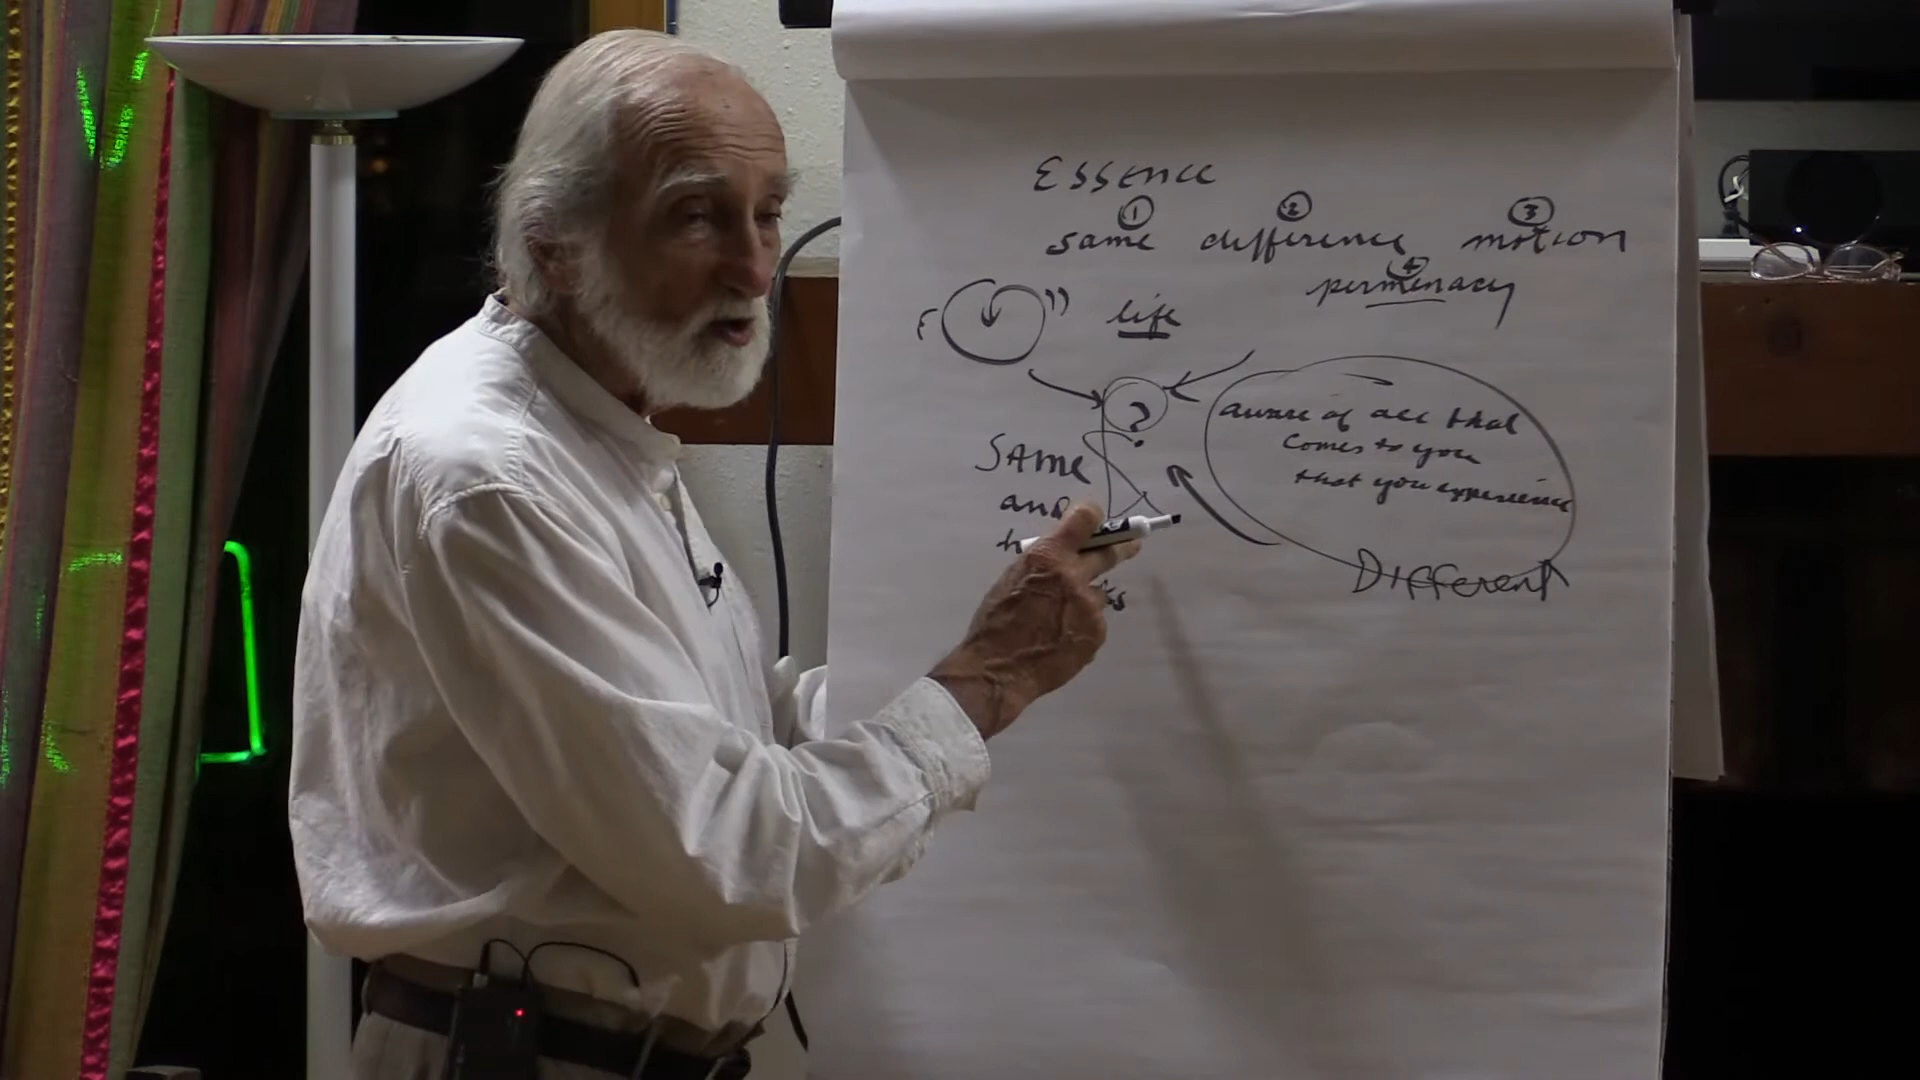 Essence
① ② ③
same difference motion
④
permenacy
life
?
aware of all that
comes to you
that you experience
SAME
and
Different